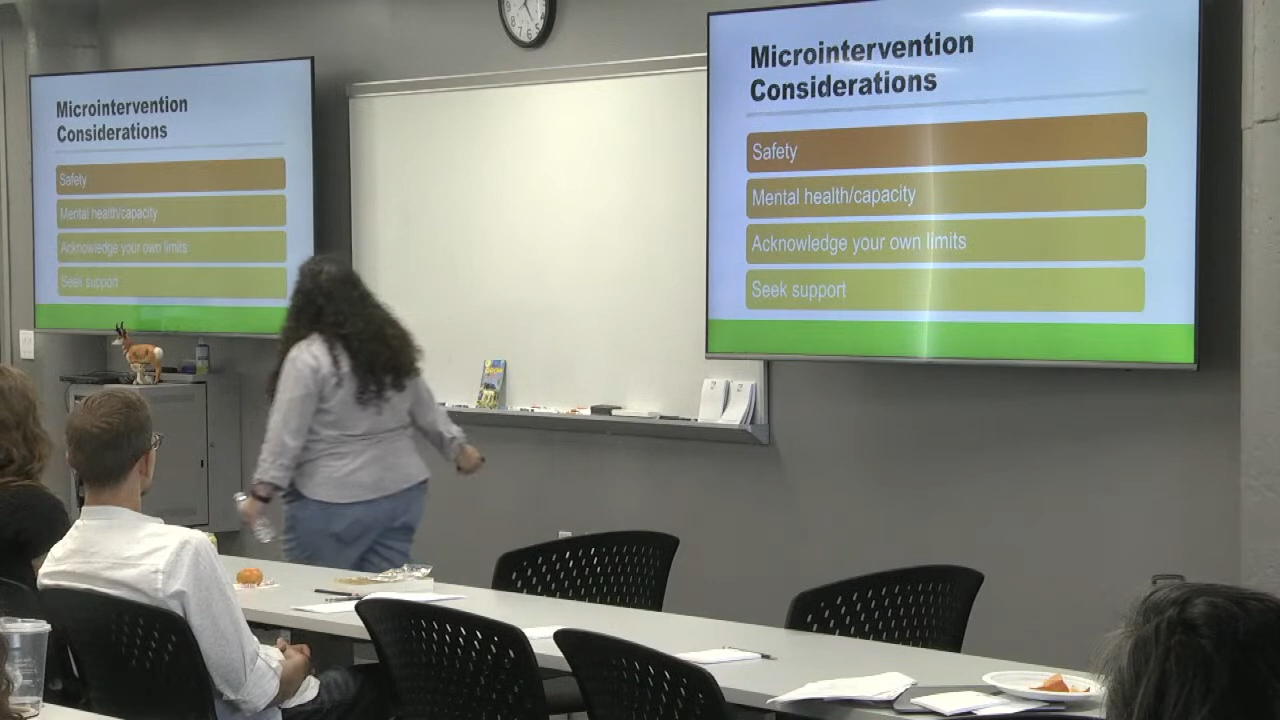 Microintervention
Considerations
Safety
Mental health/capacity
Acknowledge your own limits
Seek support
Microintervention
Considerations
Safety
Mental health/capacity
Acknowledge your own limits
Seek support